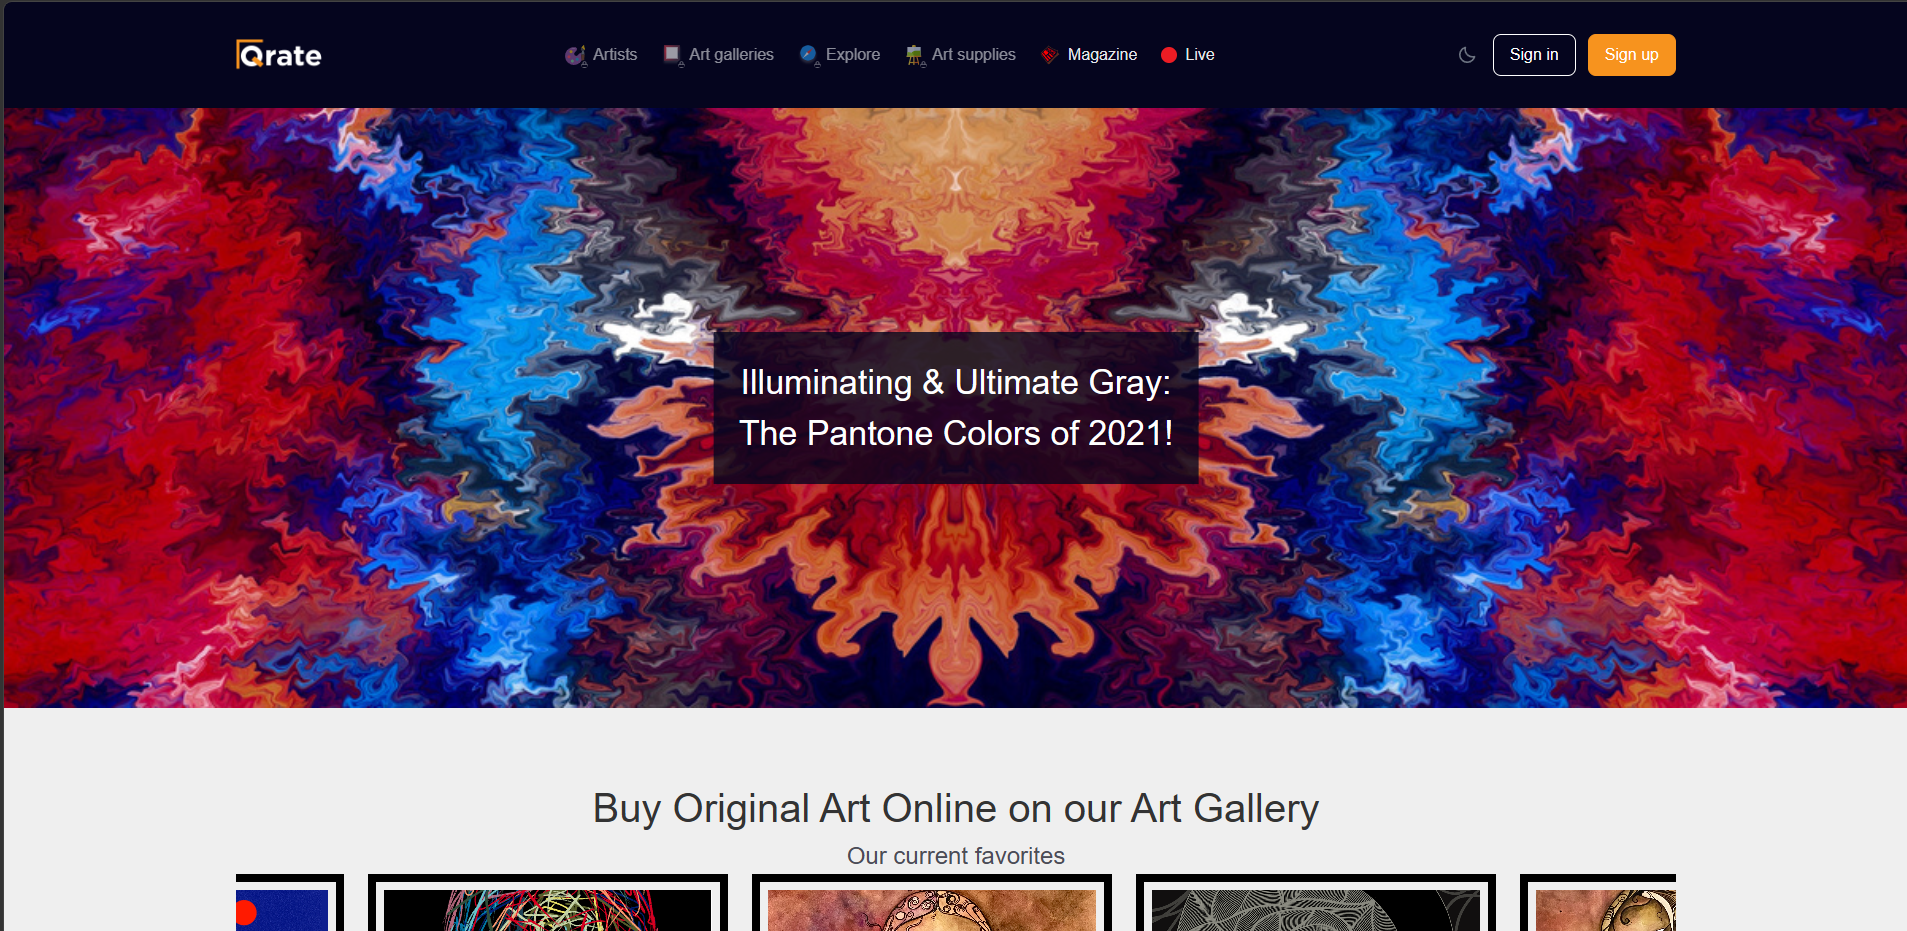 Qrate
Artists
Art galleries
Explore
Art supplies
Magazine
Live
Sign in
Sign up
Illuminating & Ultimate Gray:
The Pantone Colors of 2021!
Buy Original Art Online on our Art Gallery
Our current favorites